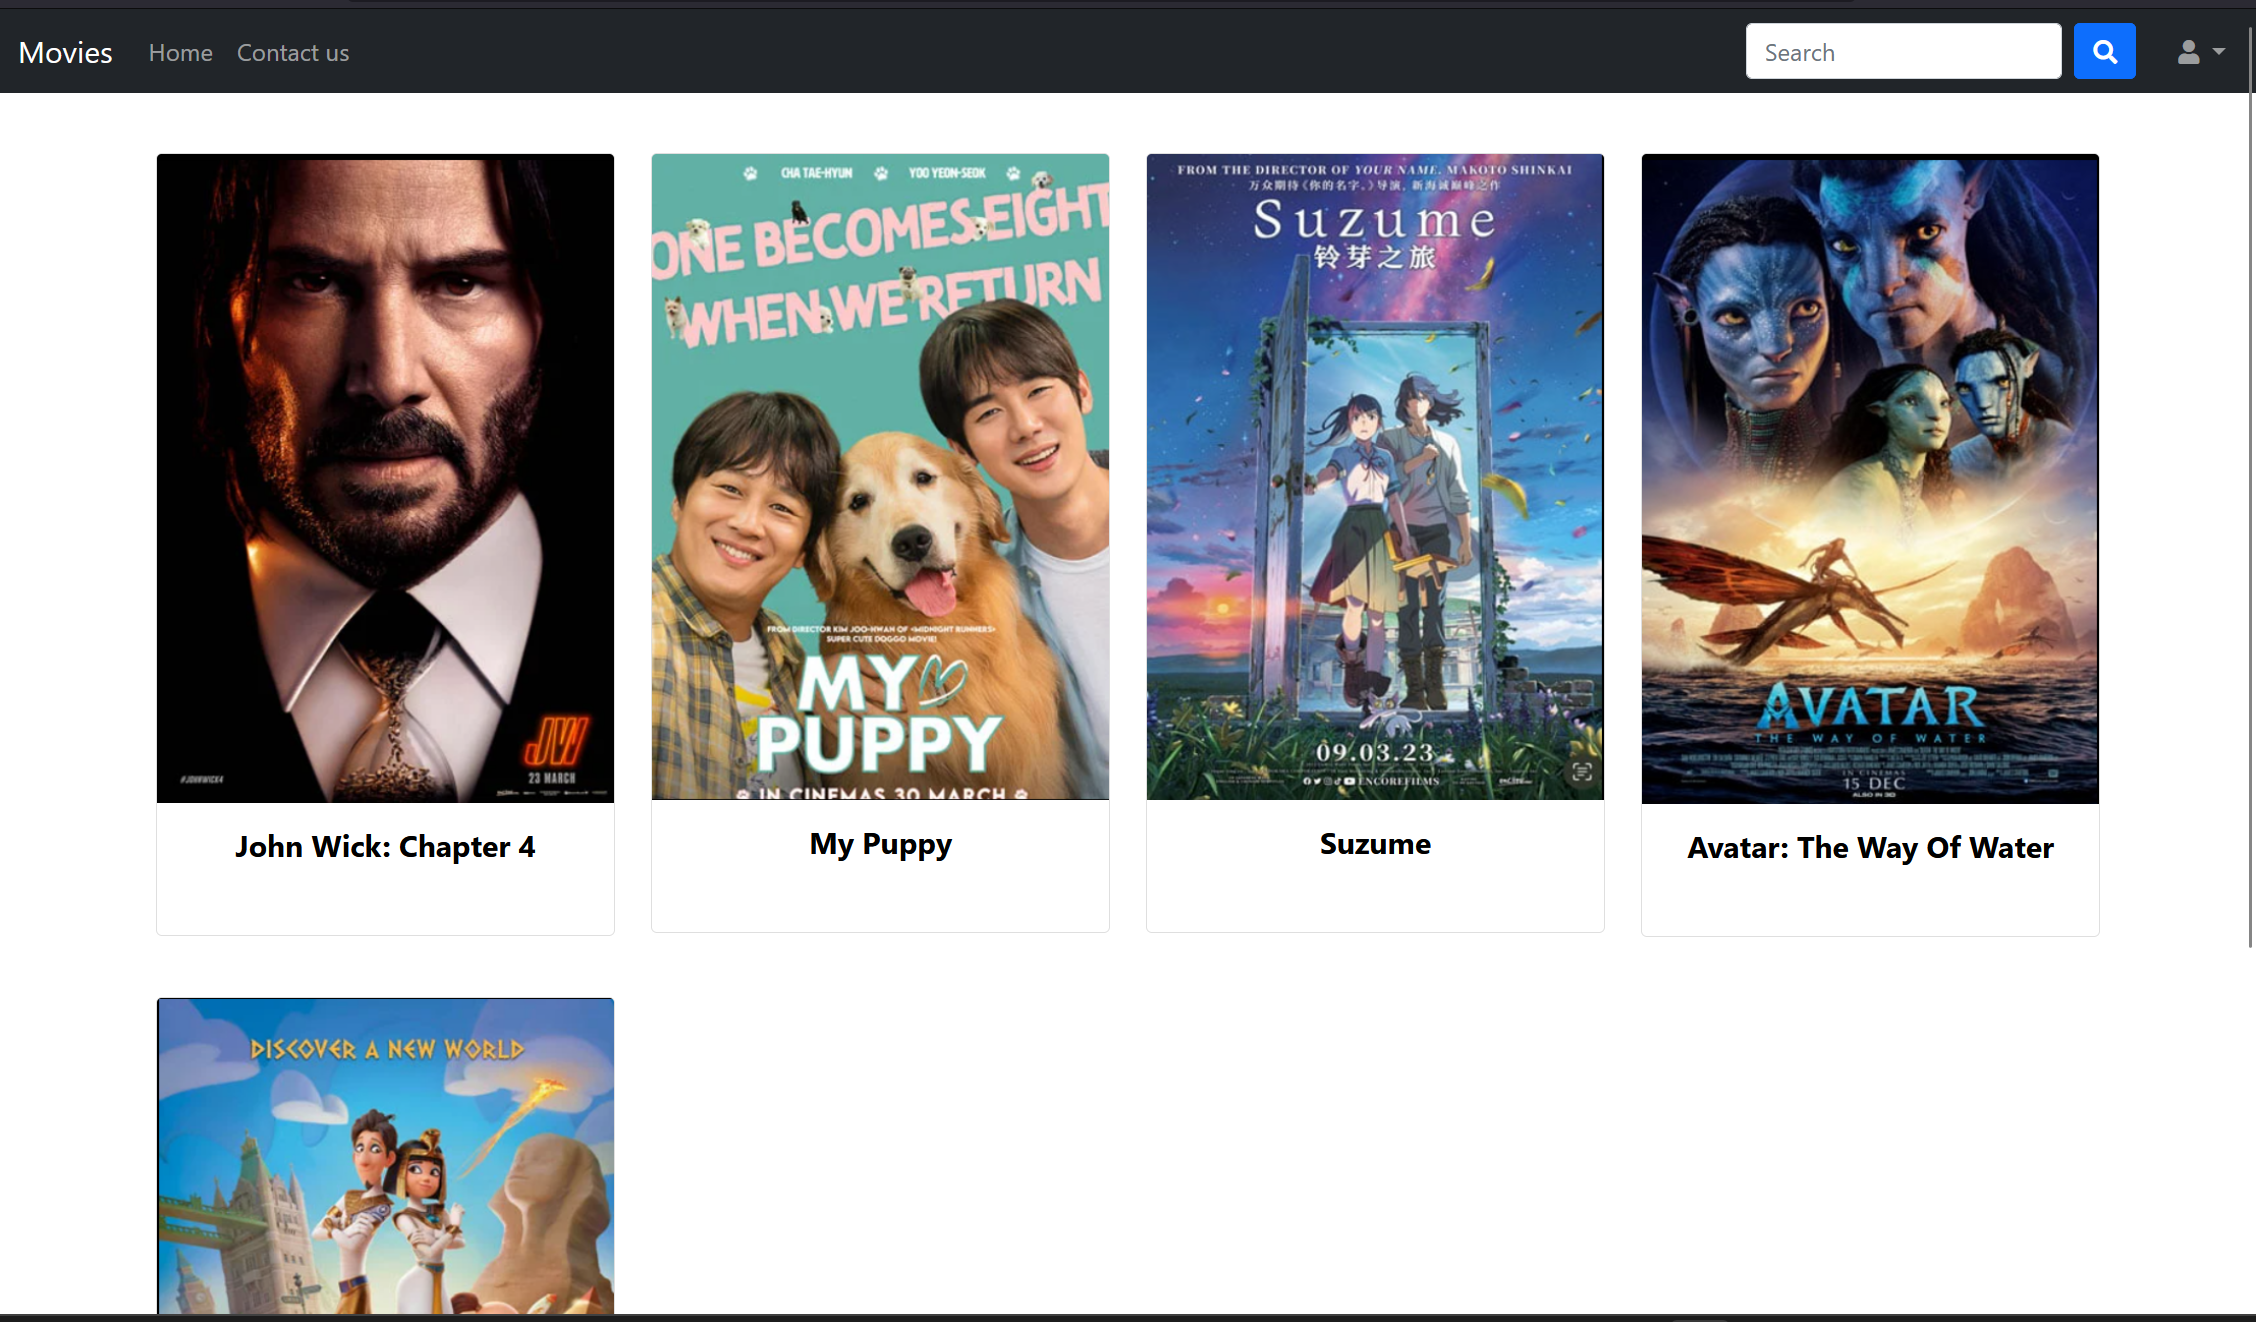 Movies
Home
Contact us
Search
#JOHNWICK4
JW
23 MARCH
John Wick: Chapter 4
CHA TAE-HYUN YOO YEON-SEOK
ONE BECOMES EIGHT
WHEN WE RETURN
FROM DIRECTOR KIM JOO-HWAN OF <MIDNIGHT RUNNERS>
SUPER CUTE DOGGO MOVIE!
MY
PUPPY
IN CINEMAS 30 MARCH
My Puppy
FROM THE DIRECTOR OF YOUR NAME. MAKOTO SHINKAI
万众期待《你的名字。》导演, 新海诚巅峰之作
Suzume
铃芽之旅
09.03.23
ENCOREFILMS
Suzume
AVATAR
THE WAY OF WATER
IN CINEMAS
15 DEC
ALSO IN 3D
Avatar: The Way Of Water
DISCOVER A NEW WORLD